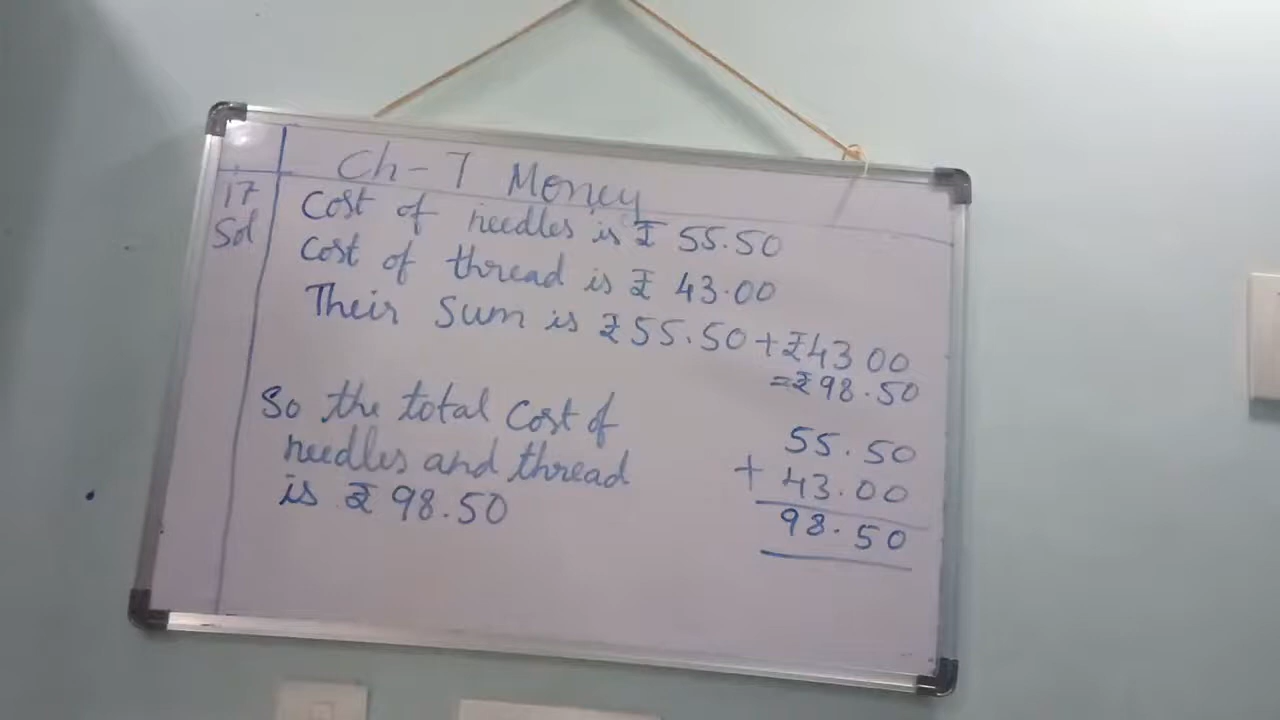 Ch-7 Money
17 Cost of needles is ₹ 55.50
Sol Cost of thread is ₹ 43.00
Their Sum is ₹55.50 + ₹43 00
=₹98.50
So the total Cost of
needles and thread
is ₹ 98.50
55.50
+ 43.00
98.50